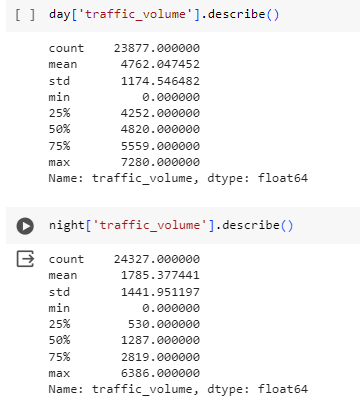 [ ] day['traffic_volume'].describe()
count    23877.000000
mean      4762.047452
std       1174.546482
min          0.000000
25%       4252.000000
50%       4820.000000
75%       5559.000000
max       7280.000000
Name: traffic_volume, dtype: float64
night['traffic_volume'].describe()
count    24327.000000
mean      1785.377441
std       1441.951197
min          0.000000
25%        530.000000
50%       1287.000000
75%       2819.000000
max       6386.000000
Name: traffic_volume, dtype: float64